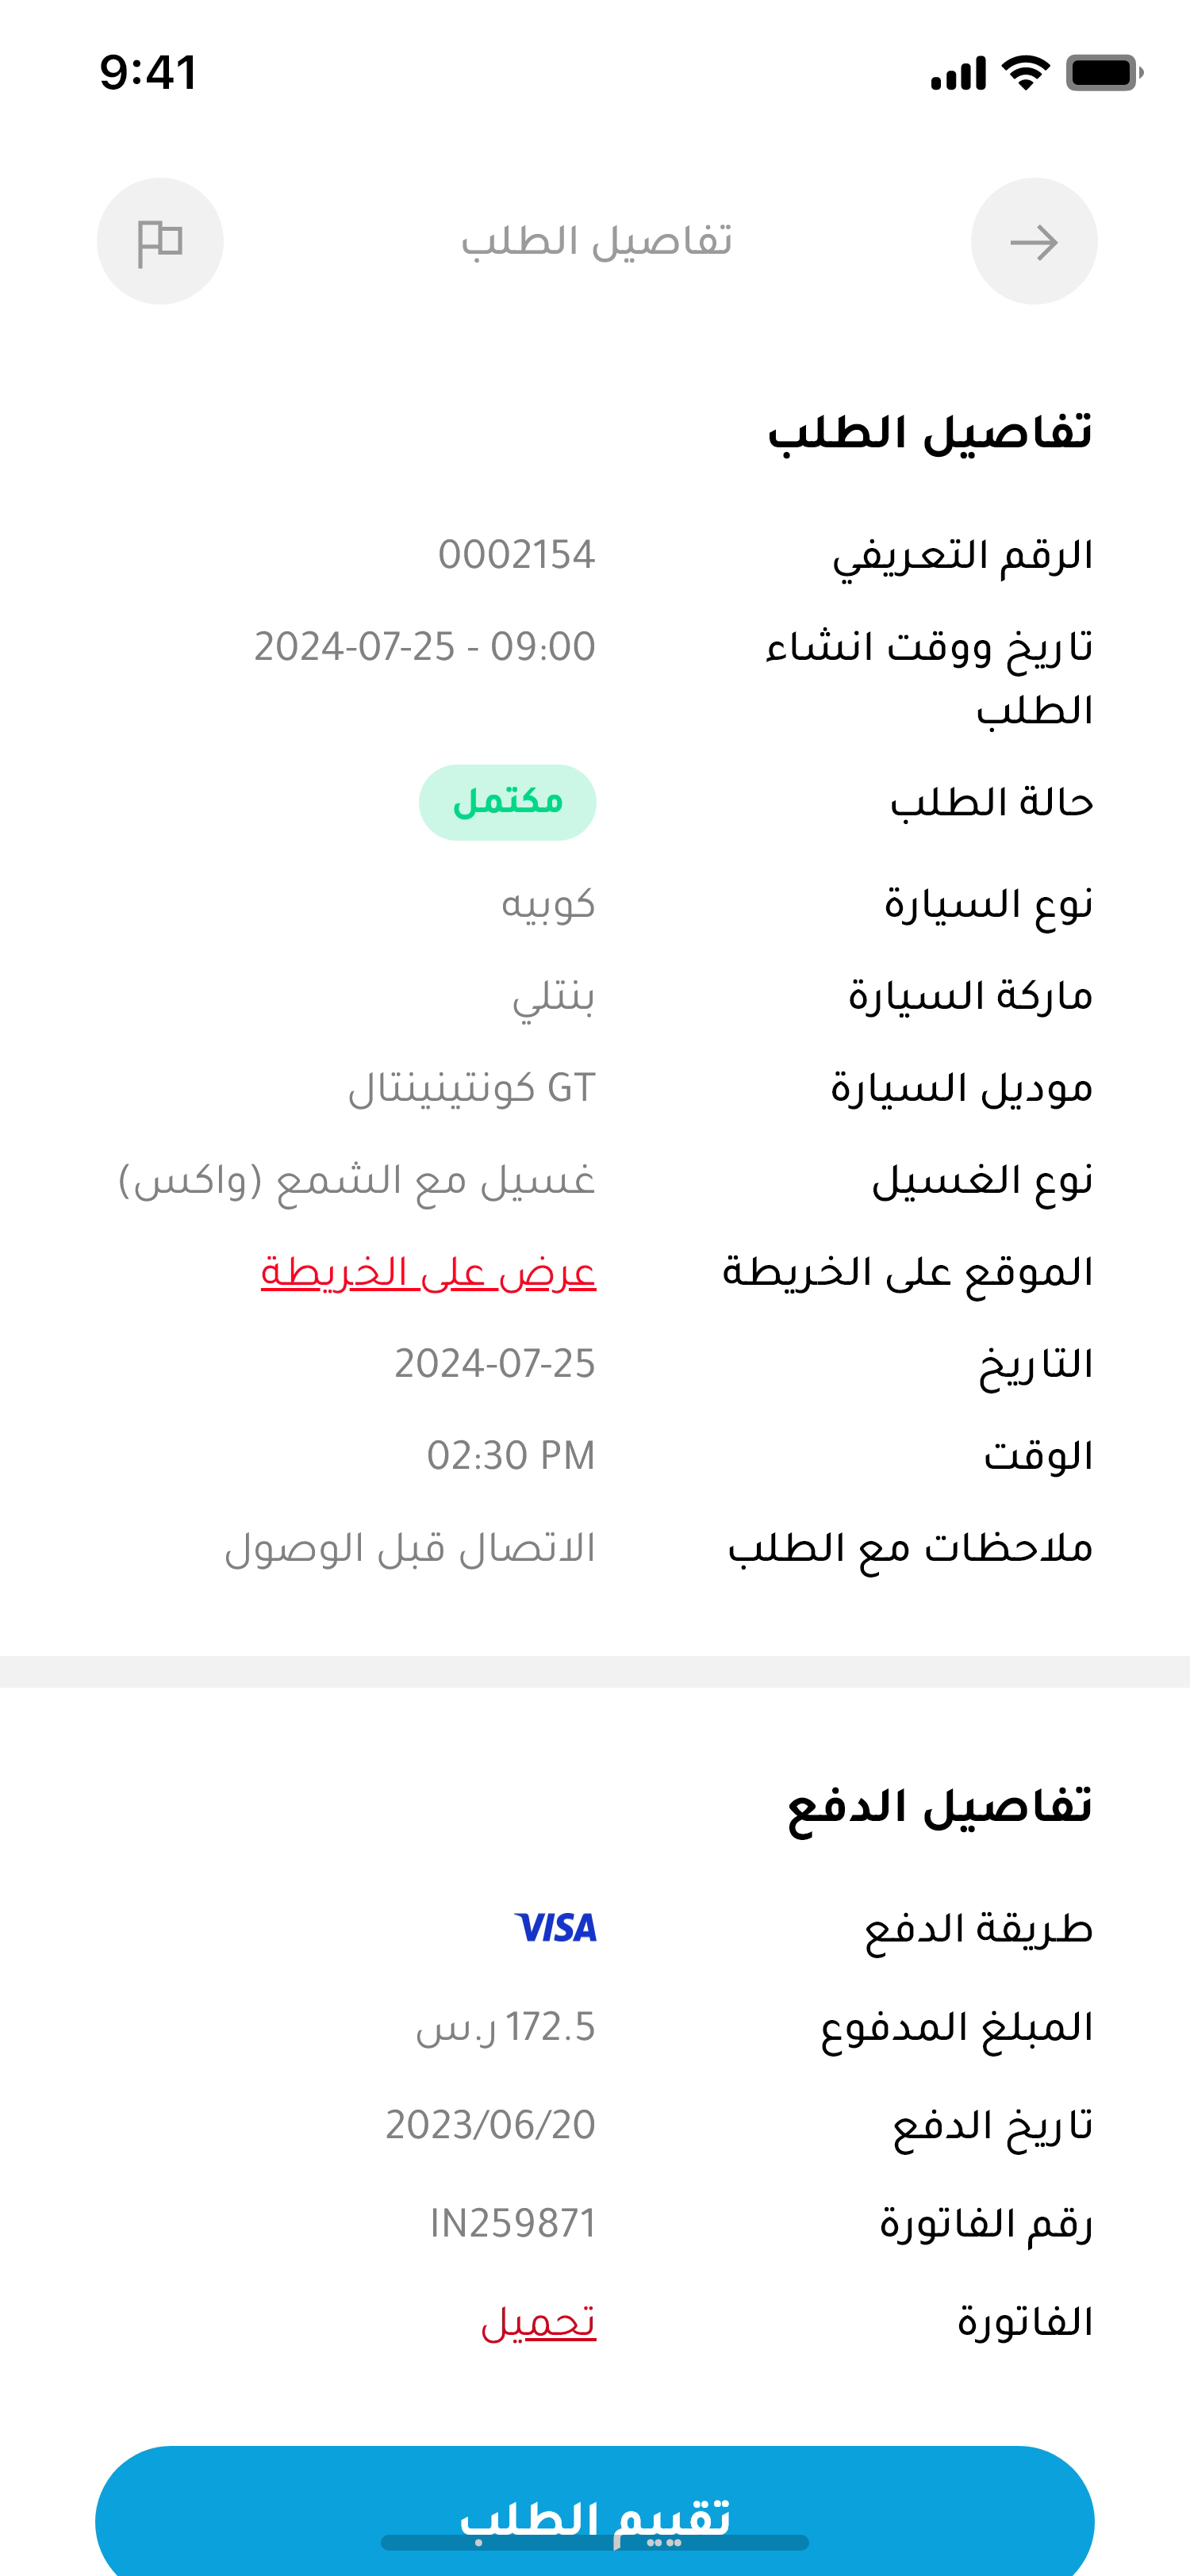 9:41
تفاصيل الطلب
تفاصيل الطلب
الرقم التعريفي 0002154
تاريخ ووقت انشاء 2024-07-25 - 09:00
الطلب
حالة الطلب مكتمل
نوع السيارة كوبيه
ماركة السيارة بنتلي
موديل السيارة GT كونتينينتال
نوع الغسيل غسيل مع الشمع (واكس)
الموقع على الخريطة عرض على الخريطة
التاريخ 2024-07-25
الوقت 02:30 PM
ملاحظات مع الطلب الاتصال قبل الوصول
تفاصيل الدفع
طريقة الدفع VISA
المبلغ المدفوع 172.5 ر.س
تاريخ الدفع 2023/06/20
رقم الفاتورة IN259871
الفاتورة تحميل
تقييم الطلب